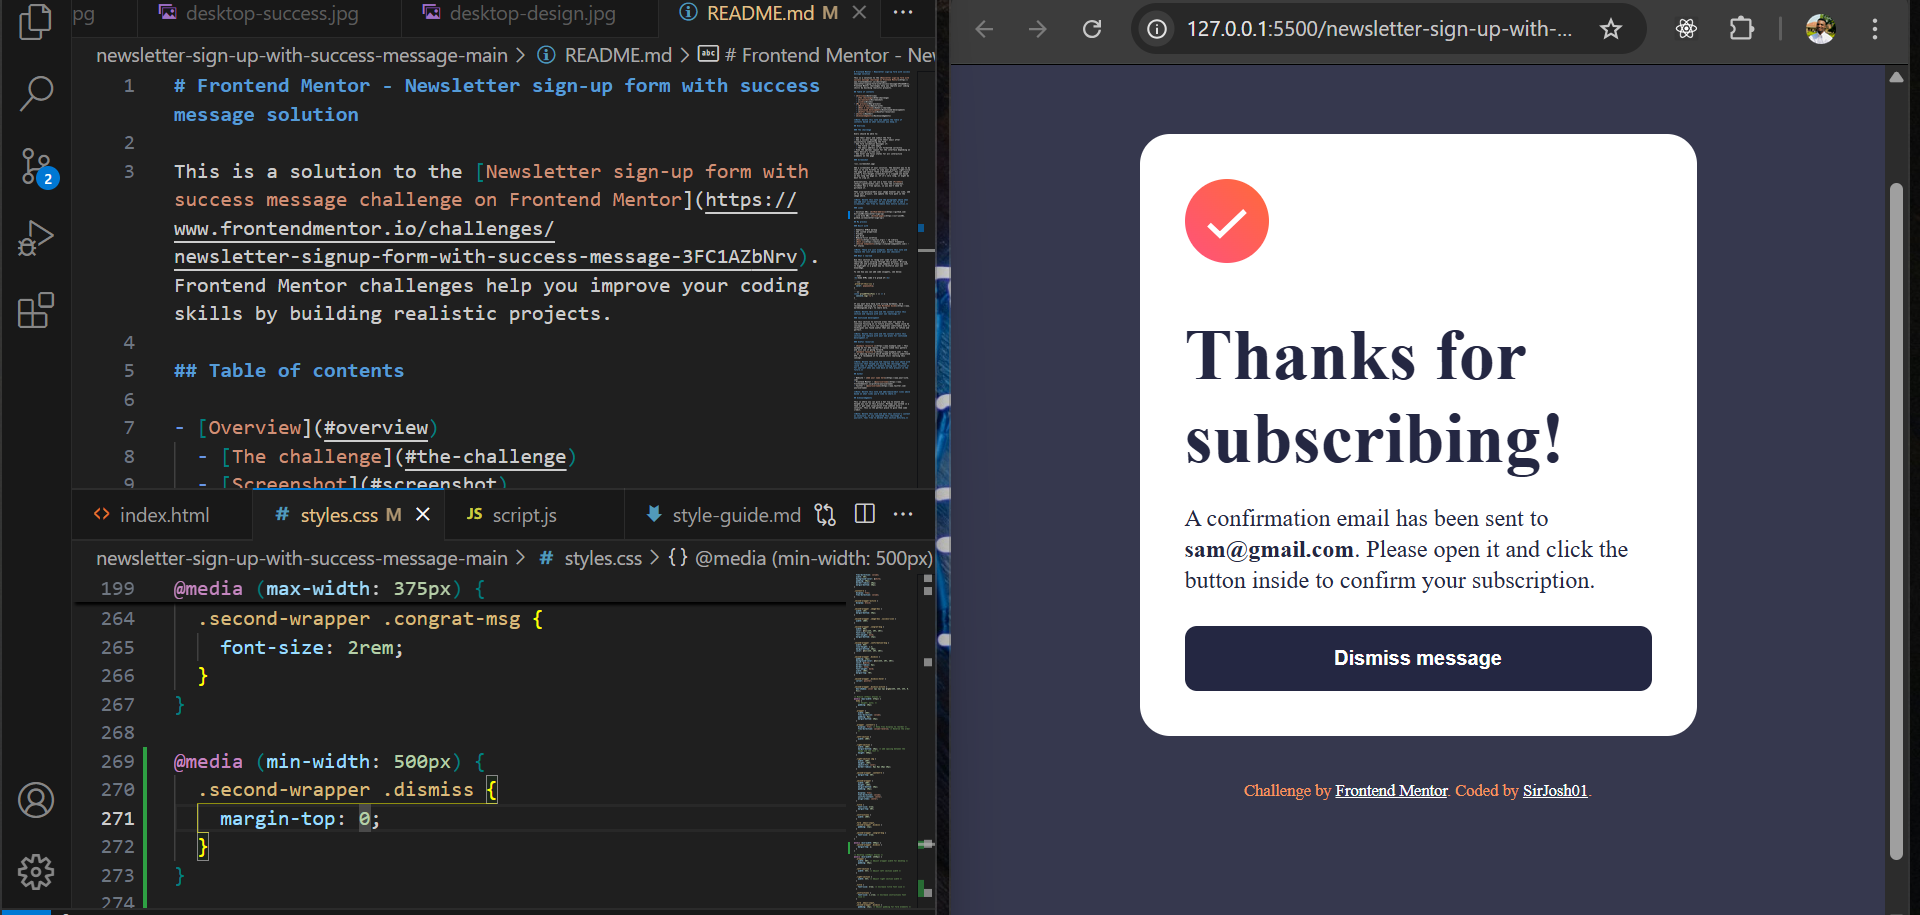 pg
desktop-success.jpg
desktop-design.jpg
README.md M
newsletter-sign-up-with-success-message-main > README.md > # Frontend Mentor - Nev
1 # Frontend Mentor - Newsletter sign-up form with success
message solution
2
3 This is a solution to the [Newsletter sign-up form with
success message challenge on Frontend Mentor](https://
www.frontendmentor.io/challenges/
newsletter-signup-form-with-success-message-3FC1AZbNrv).
Frontend Mentor challenges help you improve your coding
skills by building realistic projects.
4
5 ## Table of contents
6
7 - [Overview](#overview)
8 - [The challenge](#the-challenge)
9 - [Screenshot](#screenshot)
2
index.html
styles.css M
JS script.js
style-guide.md
newsletter-sign-up-with-success-message-main > # styles.css > {} @media (min-width: 500px)
199 @media (max-width: 375px) {
264 .second-wrapper .congrat-msg {
265 font-size: 2rem;
266 }
267 }
268
269 @media (min-width: 500px) {
270 .second-wrapper .dismiss {
271 margin-top: 0;
272 }
273 }
274
127.0.0.1:5500/newsletter-sign-up-with-...
Thanks for
subscribing!
A confirmation email has been sent to
sam@gmail.com. Please open it and click the
button inside to confirm your subscription.
Dismiss message
Challenge by Frontend Mentor. Coded by SirJosh01.